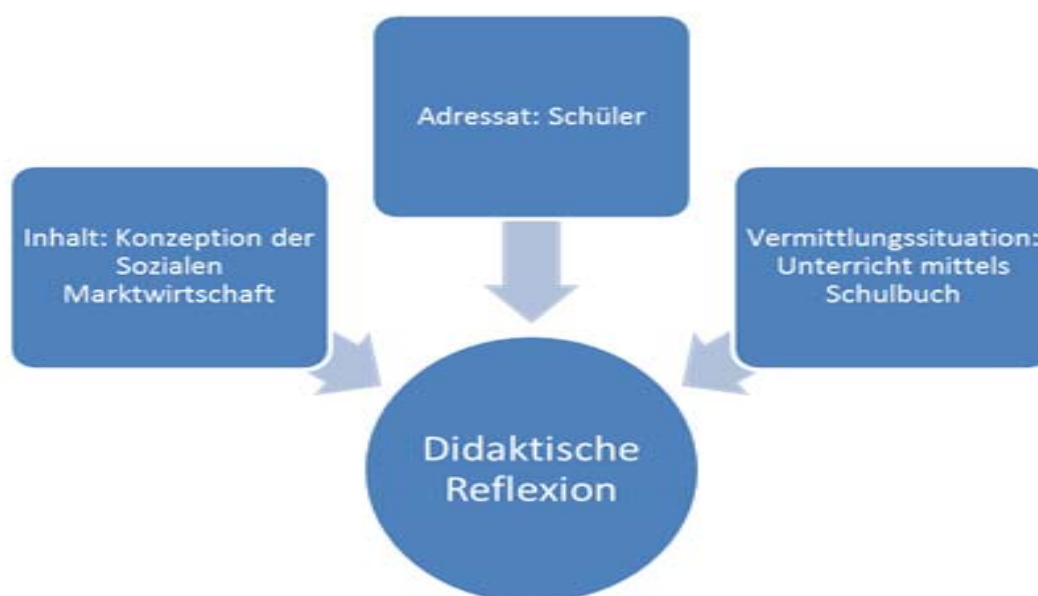 Adressat: Schüler
Inhalt: Konzeption der
Sozialen
Marktwirtschaft
Vermittlungssituation:
Unterricht mittels
Schulbuch
Didaktische
Reflexion